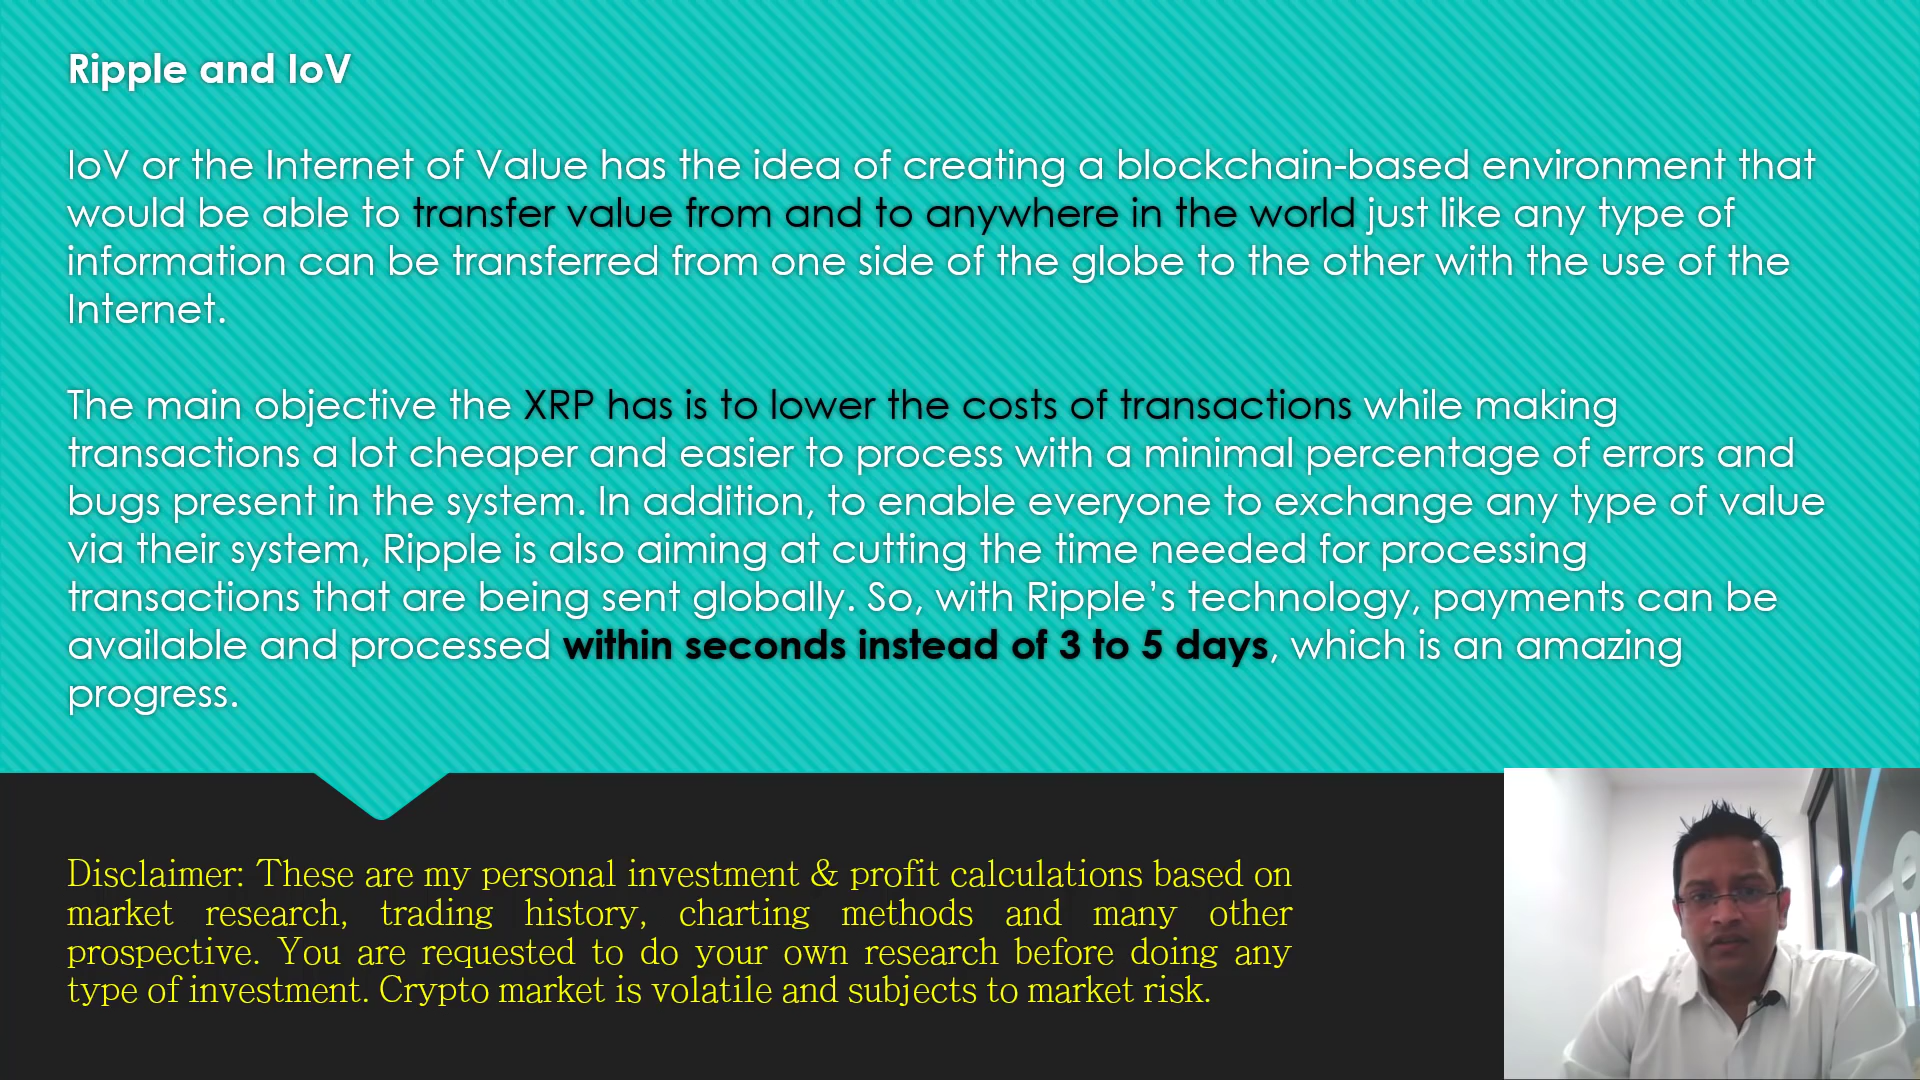 Ripple and IoV
IoV or the Internet of Value has the idea of creating a blockchain-based environment that
would be able to transfer value from and to anywhere in the world just like any type of
information can be transferred from one side of the globe to the other with the use of the
Internet.
The main objective the XRP has is to lower the costs of transactions while making
transactions a lot cheaper and easier to process with a minimal percentage of errors and
bugs present in the system. In addition, to enable everyone to exchange any type of value
via their system, Ripple is also aiming at cutting the time needed for processing
transactions that are being sent globally. So, with Ripple’s technology, payments can be
available and processed within seconds instead of 3 to 5 days, which is an amazing
progress.
Disclaimer: These are my personal investment & profit calculations based on
market research, trading history, charting methods and many other
prospective. You are requested to do your own research before doing any
type of investment. Crypto market is volatile and subjects to market risk.